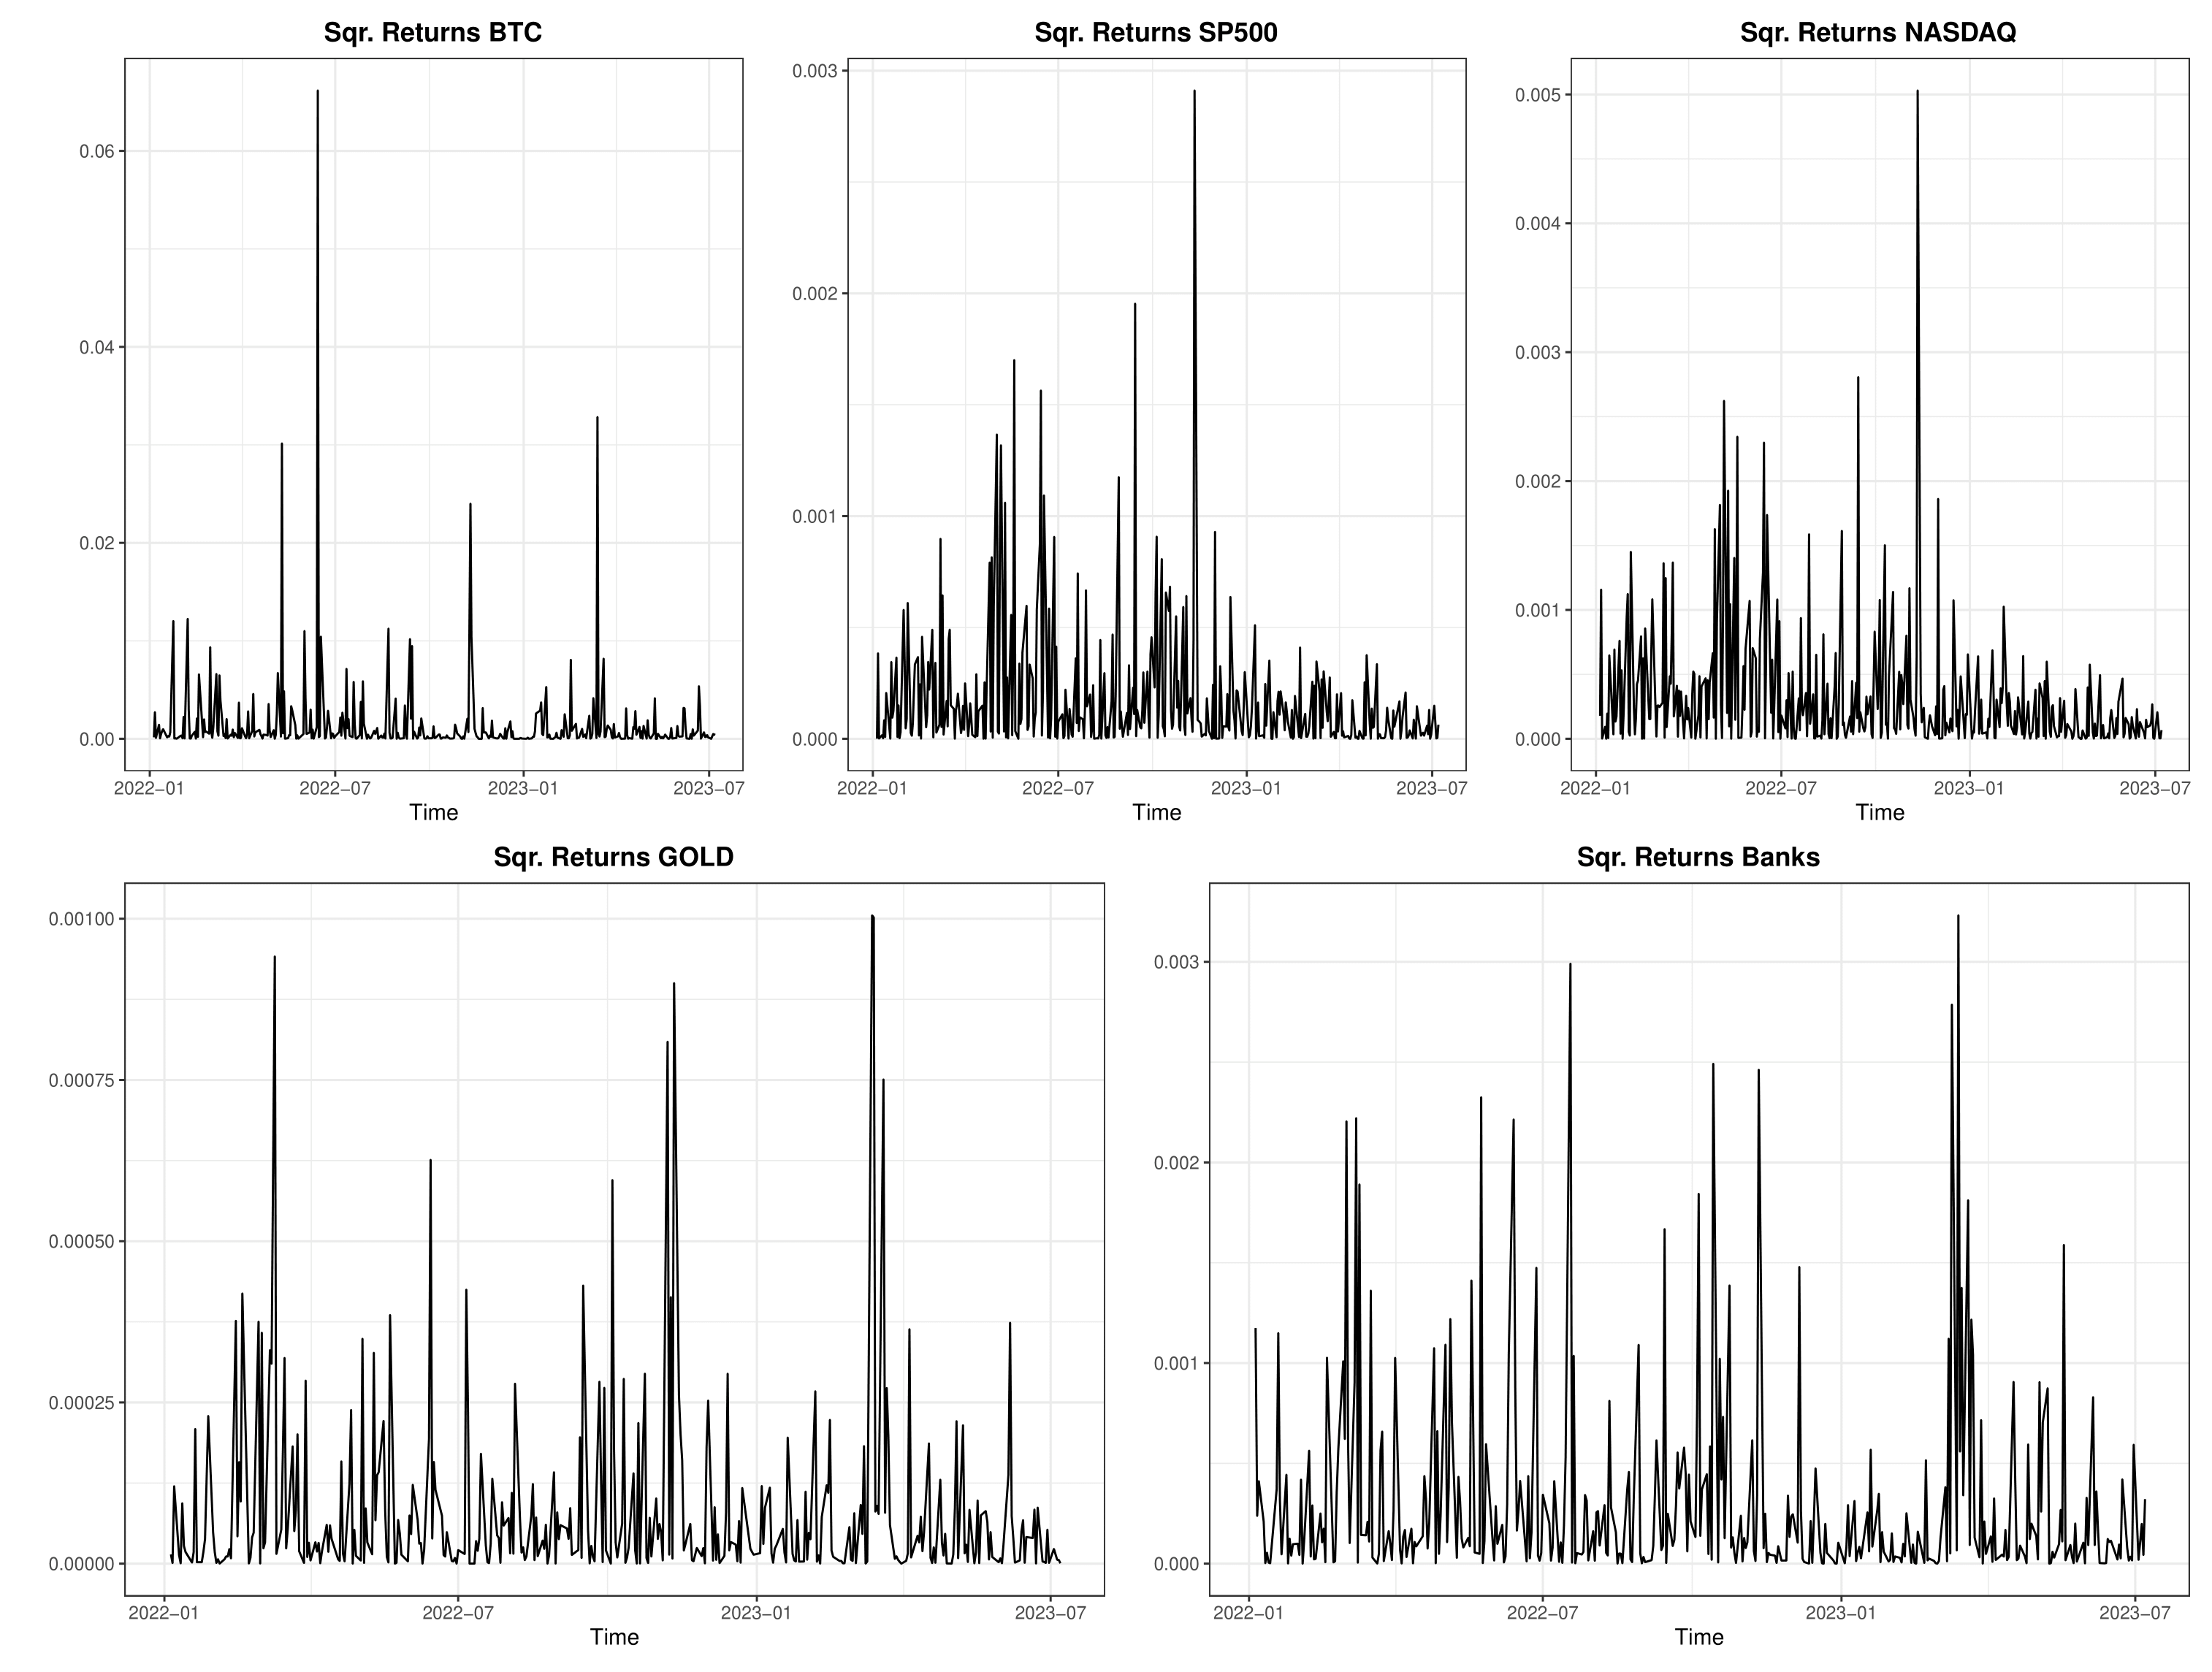 Sqr. Returns BTC
0.06
0.04
0.02
0.00
2022−01 2022−07 2023−01 2023−07
Time
Sqr. Returns SP500
0.003
0.002
0.001
0.000
2022−01 2022−07 2023−01 2023−07
Time
Sqr. Returns NASDAQ
0.005
0.004
0.003
0.002
0.001
0.000
2022−01 2022−07 2023−01 2023−07
Time
Sqr. Returns GOLD
0.00100
0.00075
0.00050
0.00025
0.00000
2022−01 2022−07 2023−01 2023−07
Time
Sqr. Returns Banks
0.003
0.002
0.001
0.000
2022−01 2022−07 2023−01 2023−07
Time